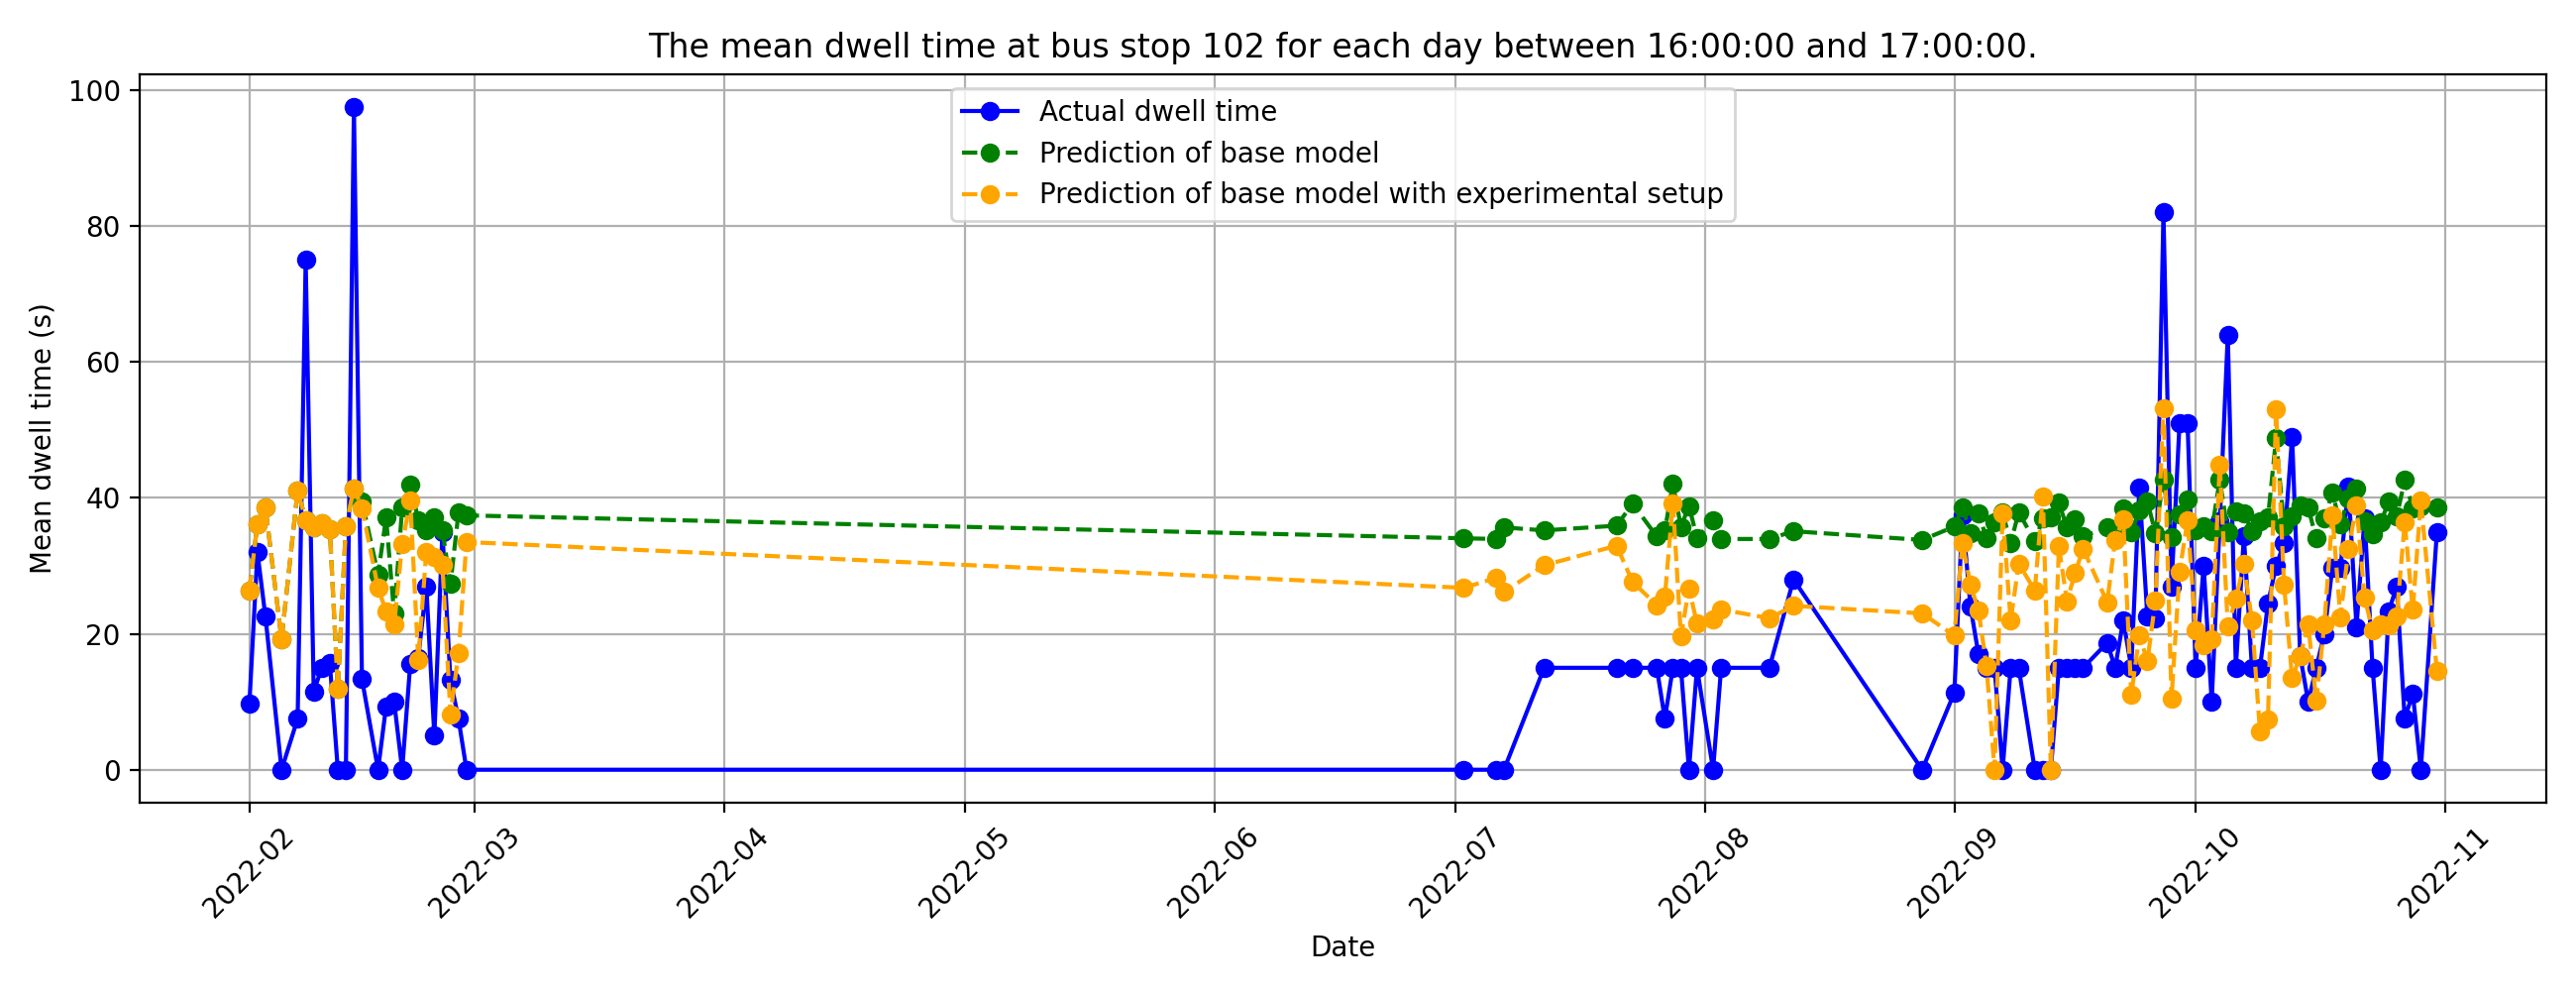 The mean dwell time at bus stop 102 for each day between 16:00:00 and 17:00:00.
Actual dwell time
Prediction of base model
Prediction of base model with experimental setup
Mean dwell time (s)
100
80
60
40
20
0
2022-02
2022-03
2022-04
2022-05
2022-06
2022-07
2022-08
2022-09
2022-10
2022-11
Date